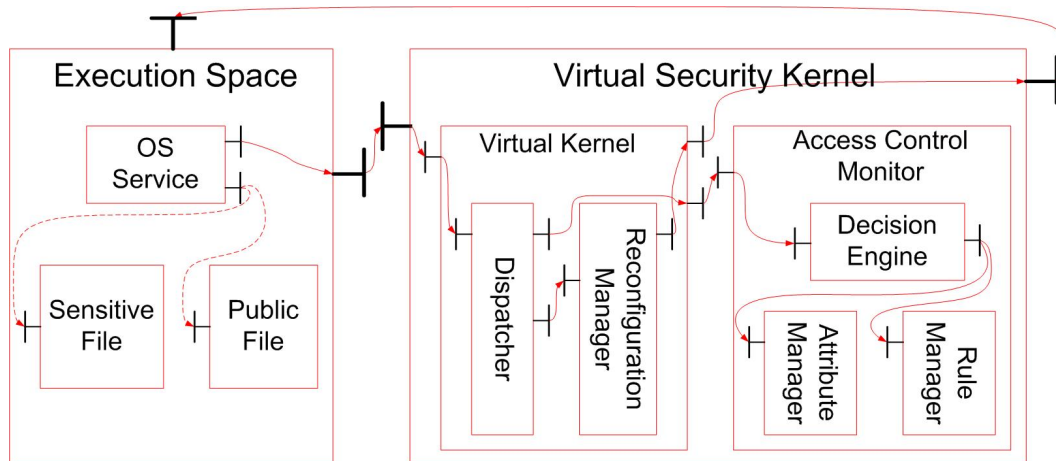 Execution Space
OS
Service
Sensitive
File
Public
File
Virtual Security Kernel
Virtual Kernel
Dispatcher
Reconfiguration
Manager
Access Control
Monitor
Decision
Engine
Attribute
Manager
Rule
Manager